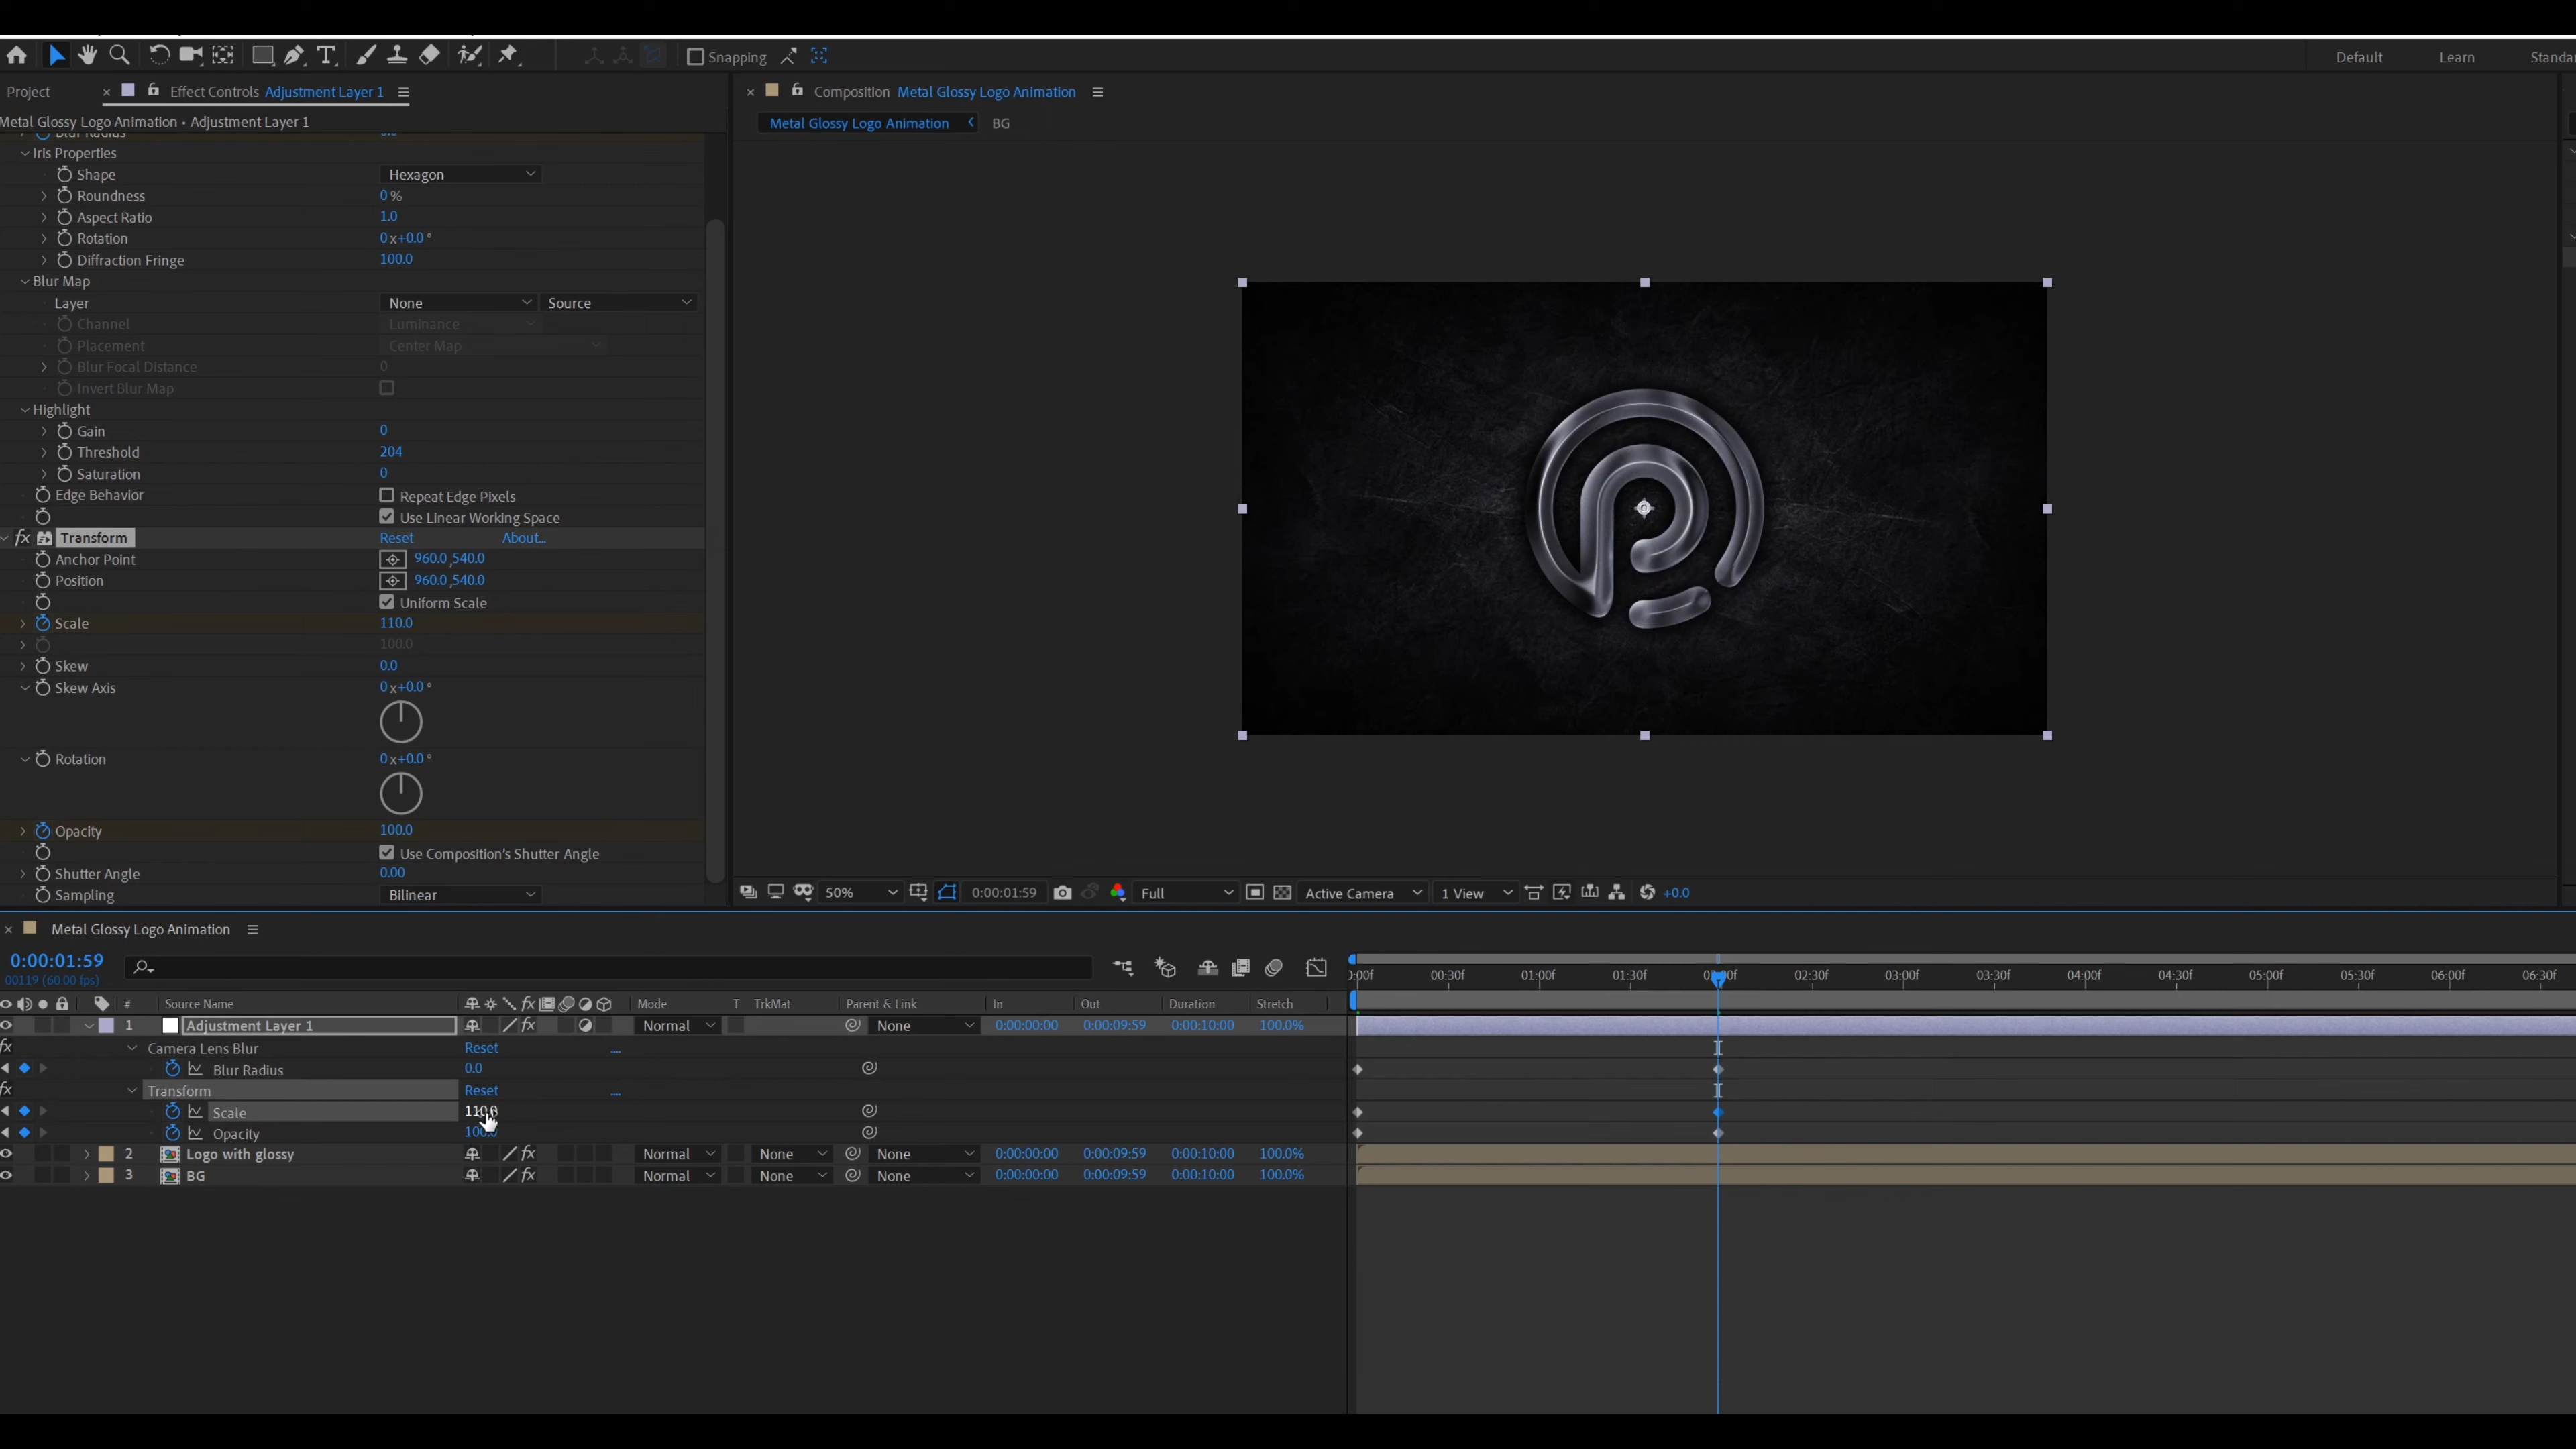 Snapping Default Learn
Project × Effect Controls Adjustment Layer 1
Metal Glossy Logo Animation • Adjustment Layer 1
Iris Properties
Shape Hexagon
Roundness 0 %
Aspect Ratio 1.0
Rotation 0 x+0.0 °
Diffraction Fringe 100.0
Blur Map
Layer None Source
Channel Luminance
Placement Center Map
Blur Focal Distance 0
Invert Blur Map
Highlight
Gain 0
Threshold 204
Saturation 0
Edge Behavior Repeat Edge Pixels
Use Linear Working Space
fx Transform Reset About...
Anchor Point 960.0 ,540.0
Position 960.0 ,540.0
Uniform Scale
Scale 110.0
100.0
Skew 0.0
Skew Axis 0 x+0.0 °
Rotation 0 x+0.0 °
Opacity 100.0
Use Composition's Shutter Angle
Shutter Angle 0.00
Sampling Bilinear
× Composition Metal Glossy Logo Animation
Metal Glossy Logo Animation BG
50% 0:00:01:59 Full Active Camera 1 View +0.0
× Metal Glossy Logo Animation
0:00:01:59
00119 (60.00 fps)
00:30f 01:00f 01:30f 02:30f 03:00f 03:30f 04:00f 04:30f 05:00f 05:30f 06:00f 06:30f
# Source Name fx Mode T TrkMat Parent & Link In Out Duration Stretch
1 Adjustment Layer 1 fx Normal None 0:00:00:00 0:00:09:59 0:00:10:00 100.0%
fx Camera Lens Blur Reset ...
Blur Radius 0.0
fx Transform Reset ...
Scale 110.0
Opacity 100.0
2 Logo with glossy fx Normal None None 0:00:00:00 0:00:09:59 0:00:10:00 100.0%
3 BG fx Normal None None 0:00:00:00 0:00:09:59 0:00:10:00 100.0%